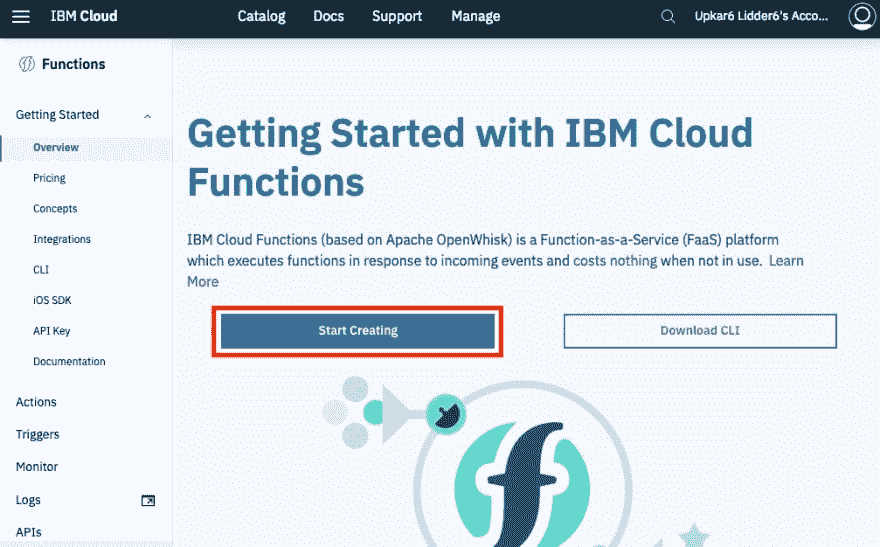 IBM Cloud
Catalog
Docs
Support
Manage
Upkar6 Lidder6's Acco...
Functions
Getting Started
Overview
Pricing
Concepts
Integrations
CLI
iOS SDK
API Key
Documentation
Actions
Triggers
Monitor
Logs
APIs
Getting Started with IBM Cloud
Functions
IBM Cloud Functions (based on Apache OpenWhisk) is a Function-as-a-Service (FaaS) platform
which executes functions in response to incoming events and costs nothing when not in use. Learn
More
Start Creating
Download CLI